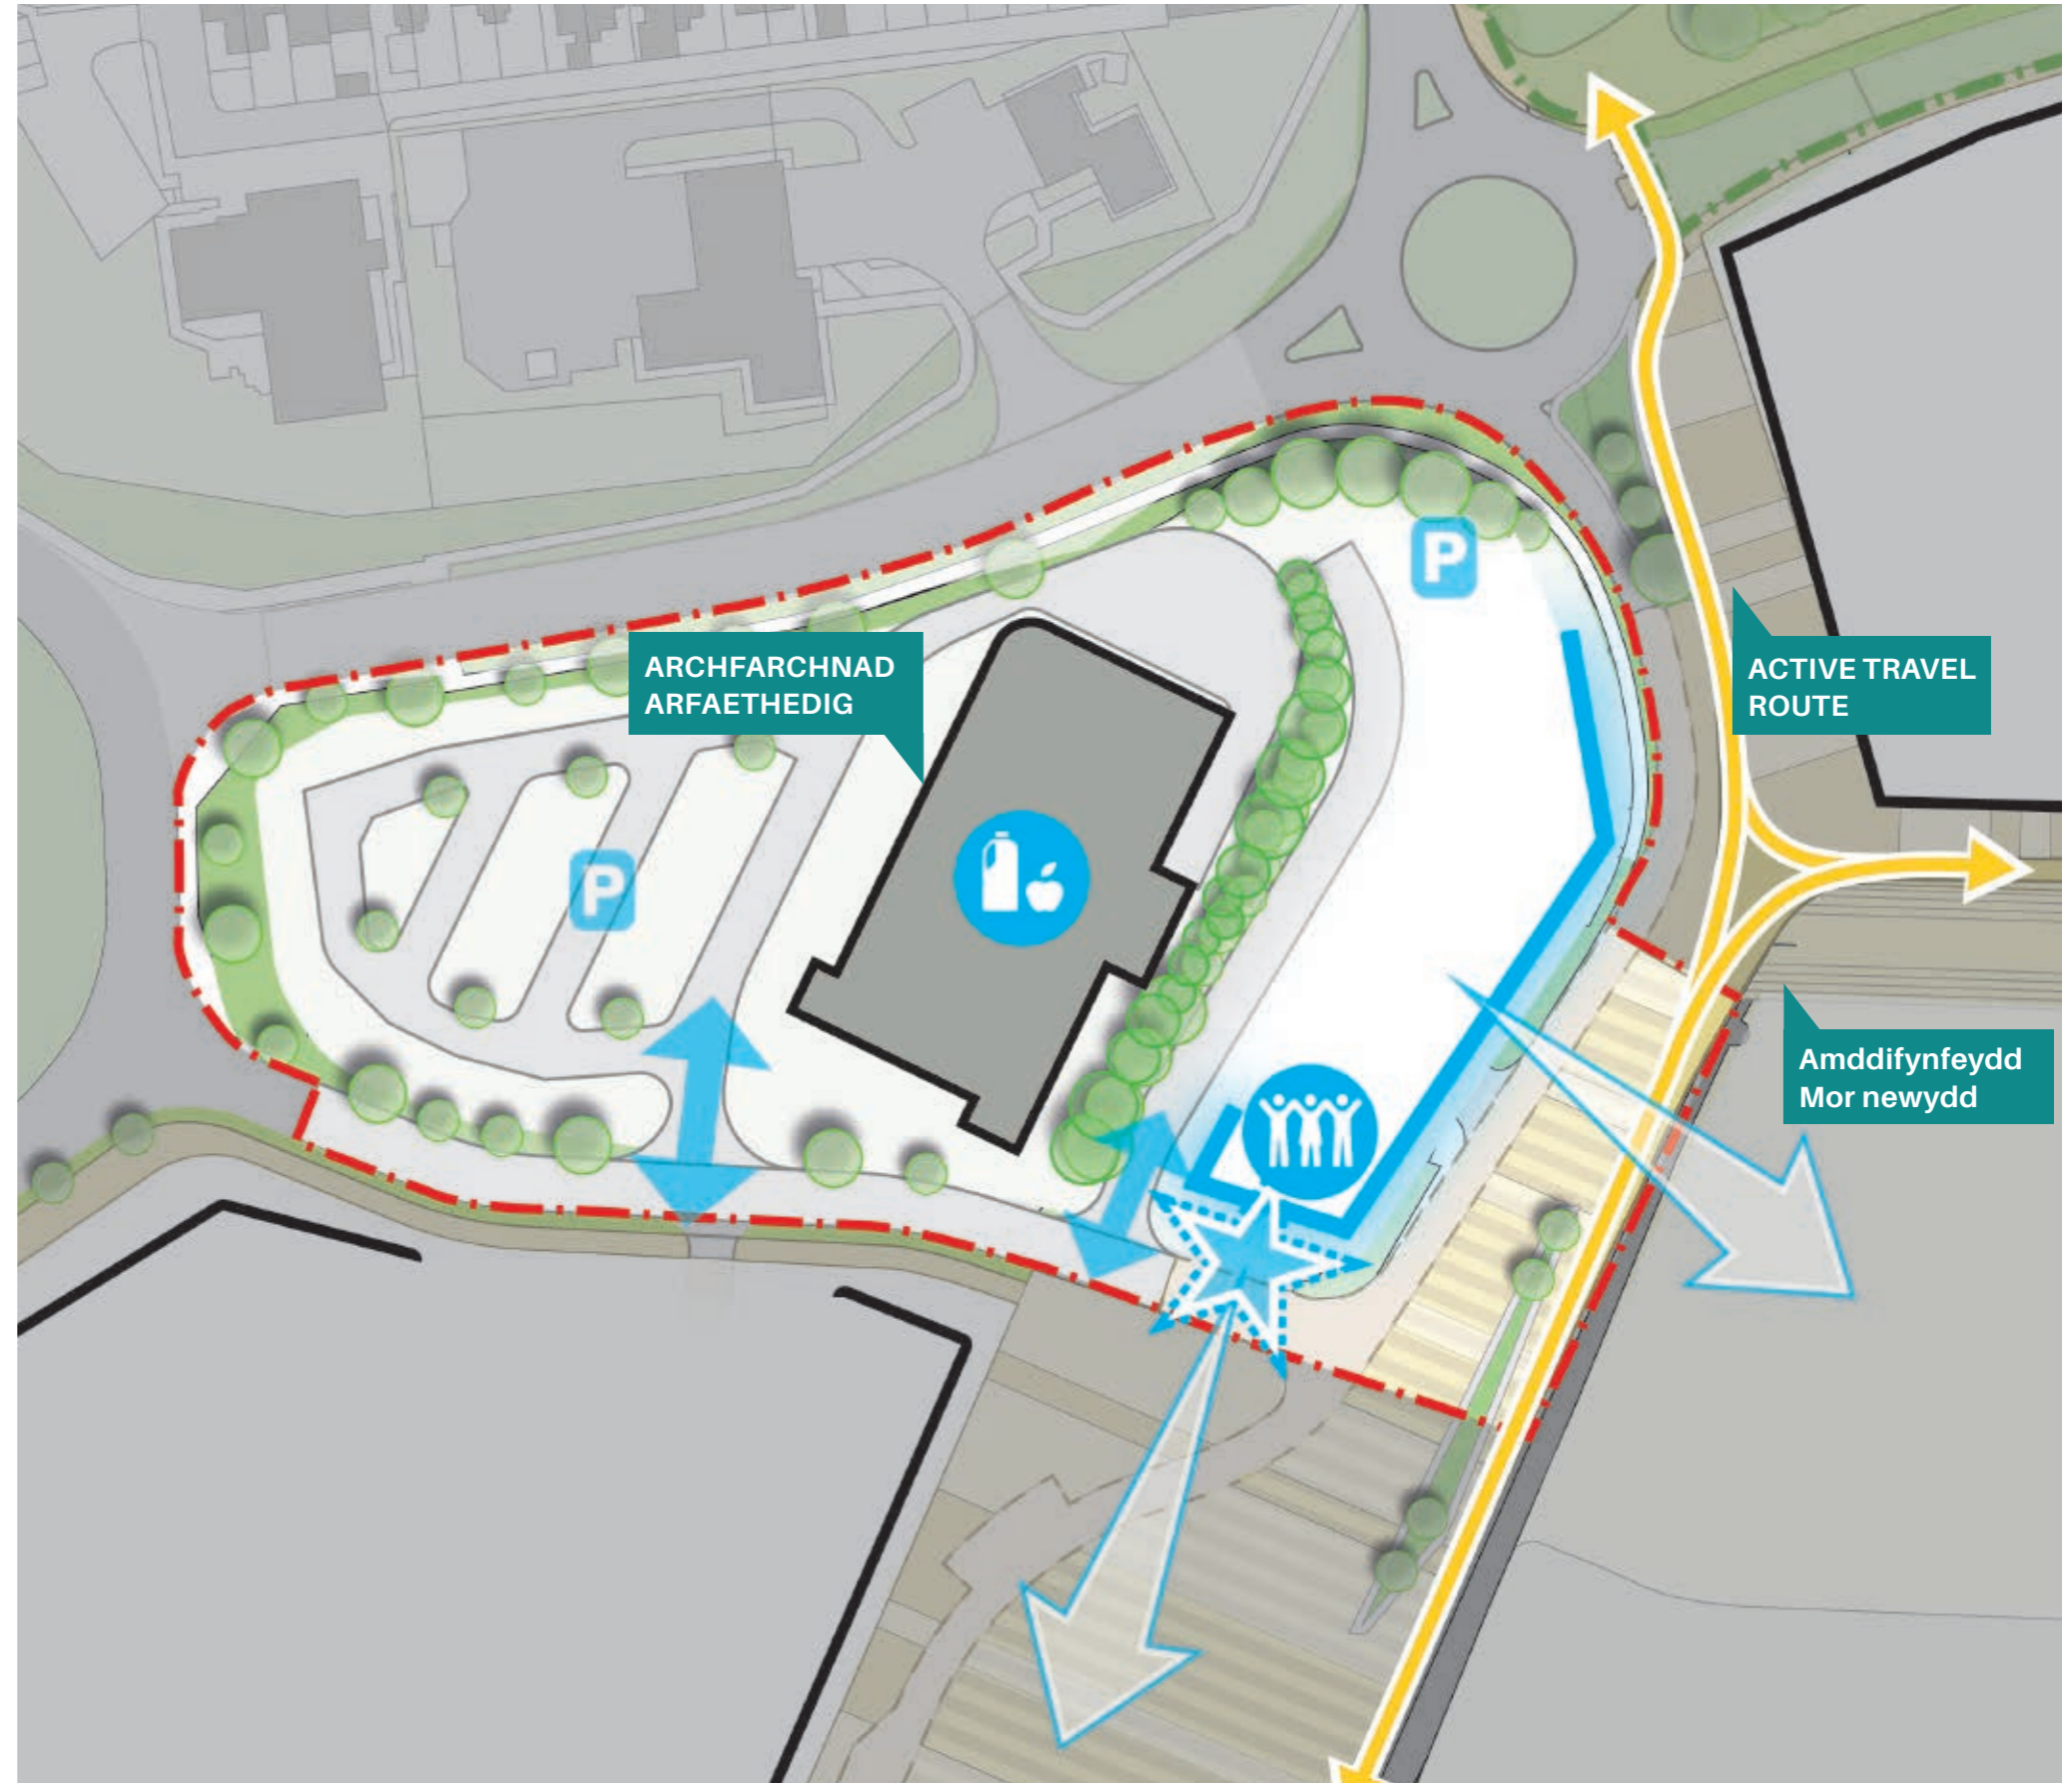 ARCHFARCHNAD
ARFAETHEDIG
P
P
ACTIVE TRAVEL
ROUTE
Amddifynfeydd
Mor newydd